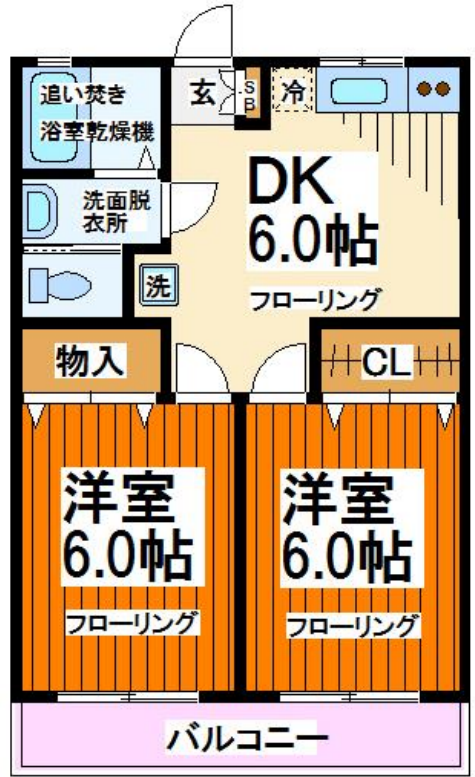 追い焚き
浴室乾燥機
玄
SB
冷
DK
6.0帖
フローリング
洗面脱
衣所
洗
物入
CL
洋室
6.0帖
フローリング
洋室
6.0帖
フローリング
バルコニー